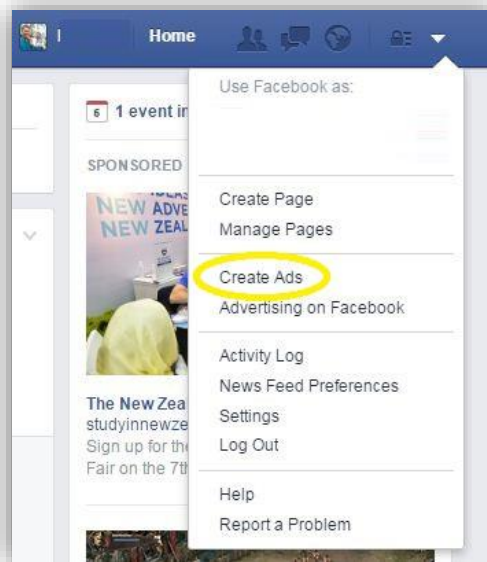 Home
Use Facebook as:
6 1 event in
SPONSORED
NEW ADVE
NEW ZEAL
Create Page
Manage Pages
Create Ads
Advertising on Facebook
Activity Log
News Feed Preferences
Settings
Log Out
The New Zea
studyinnewze
Sign up for the
Fair on the 7th
Help
Report a Problem